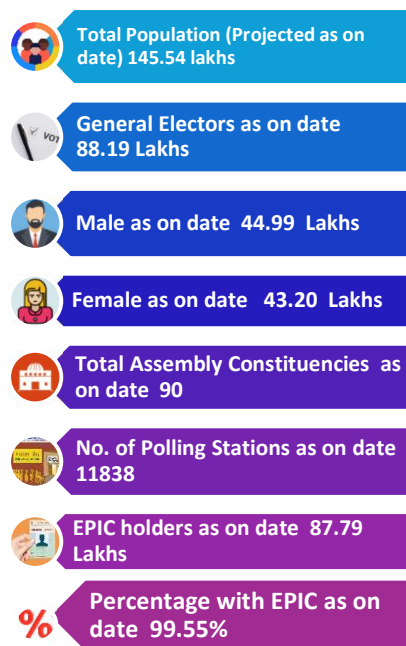 Total Population (Projected as on
date) 145.54 lakhs
VOT
General Electors as on date
88.19 Lakhs
Male as on date 44.99 Lakhs
Female as on date 43.20 Lakhs
Total Assembly Constituencies as
on date 90
No. of Polling Stations as on date
11838
EPIC holders as on date 87.79
Lakhs
%
Percentage with EPIC as on
date 99.55%